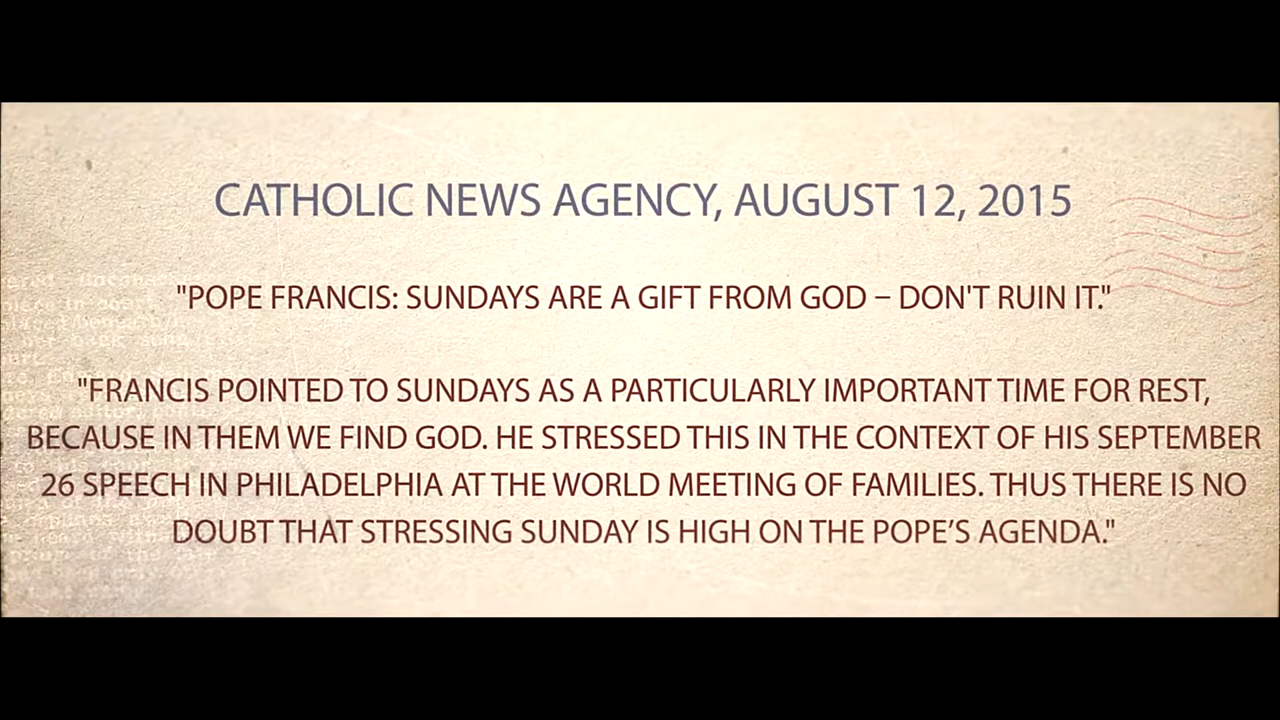 CATHOLIC NEWS AGENCY, AUGUST 12, 2015
"POPE FRANCIS: SUNDAYS ARE A GIFT FROM GOD – DON'T RUIN IT."
"FRANCIS POINTED TO SUNDAYS AS A PARTICULARLY IMPORTANT TIME FOR REST,
BECAUSE IN THEM WE FIND GOD. HE STRESSED THIS IN THE CONTEXT OF HIS SEPTEMBER
26 SPEECH IN PHILADELPHIA AT THE WORLD MEETING OF FAMILIES. THUS THERE IS NO
DOUBT THAT STRESSING SUNDAY IS HIGH ON THE POPE’S AGENDA."